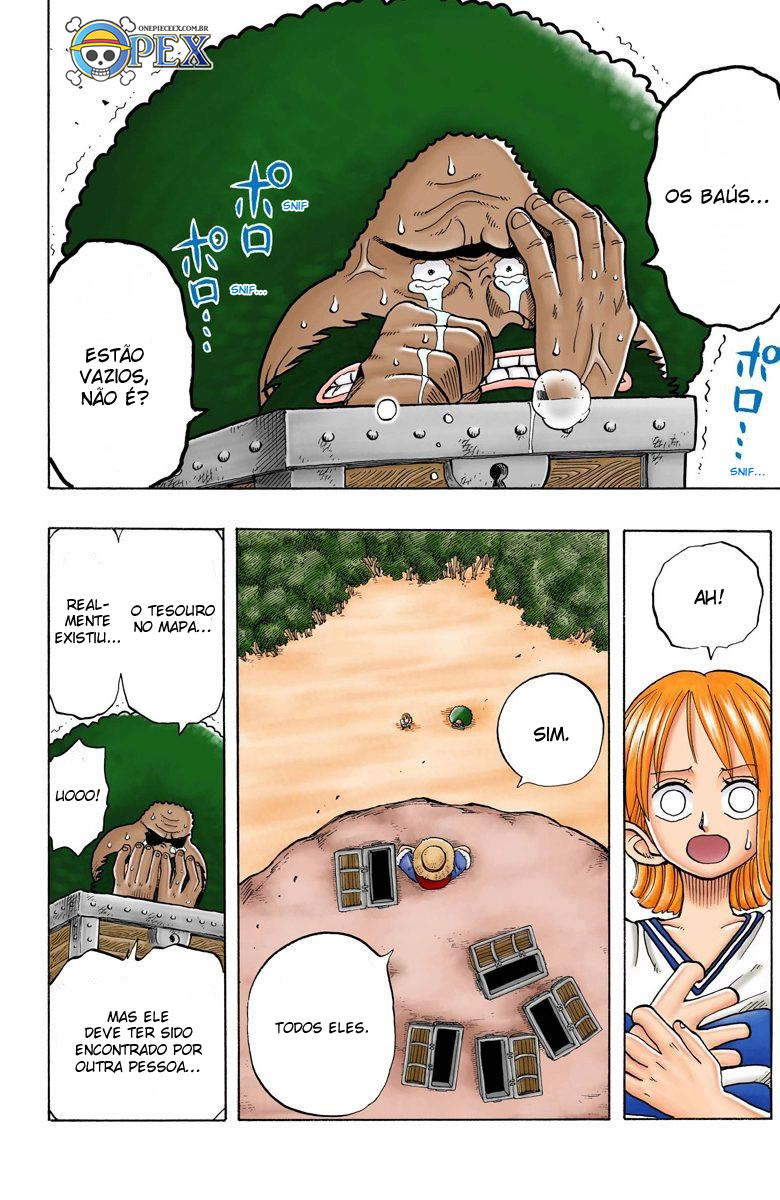 ONEPIECEEX.COM.BR
OPEX
OS BAÚS...
ポロ
SNIF
ポロ…
SNIF...
ESTÃO
VAZIOS,
NÃO É?
ポロ…
SNIF...
AH!
SIM.
TODOS ELES.
O TESOURO
NO MAPA...
REAL-
MENTE
EXISTIU...
UOOO!
MAS ELE
DEVE TER SIDO
ENCONTRADO POR
OUTRA PESSOA...